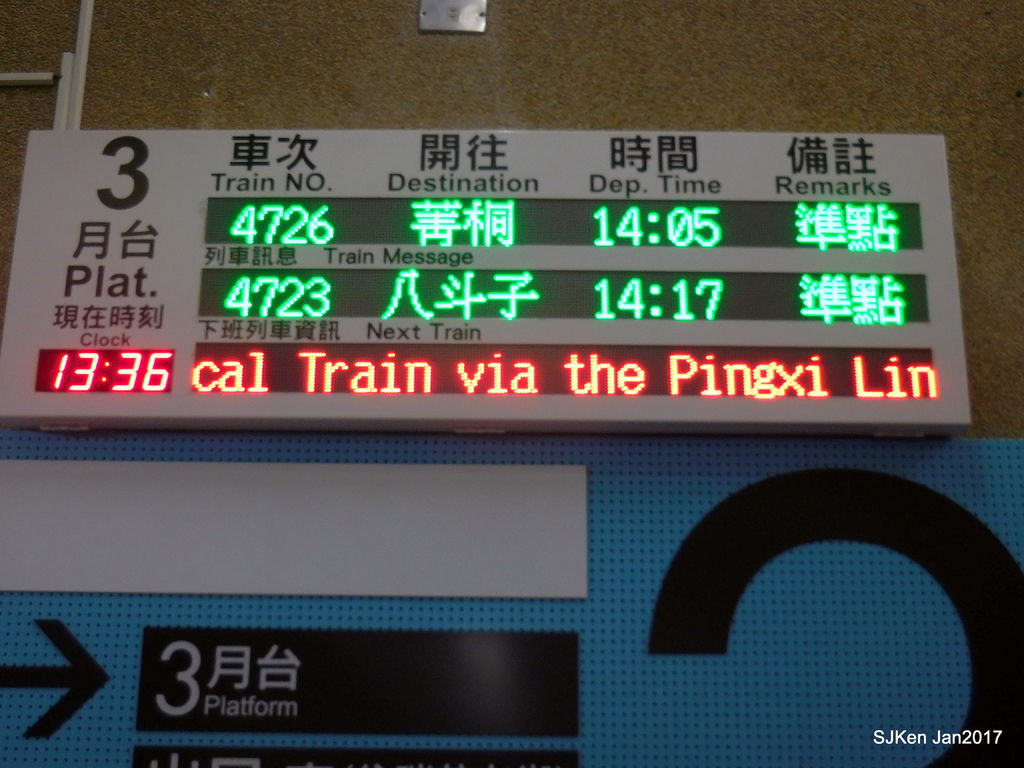 3 車次 開往 時間 備註
Train NO. Destination Dep. Time Remarks
月台 4726 菁桐 14:05 準點
Plat. 列車訊息 Train Message
4723 八斗子 14:17 準點
現在時刻 下班列車資訊 Next Train
Clock
13:36 cal Train via the Pingxi Lin
3月台
Platform
SJKen Jan2017